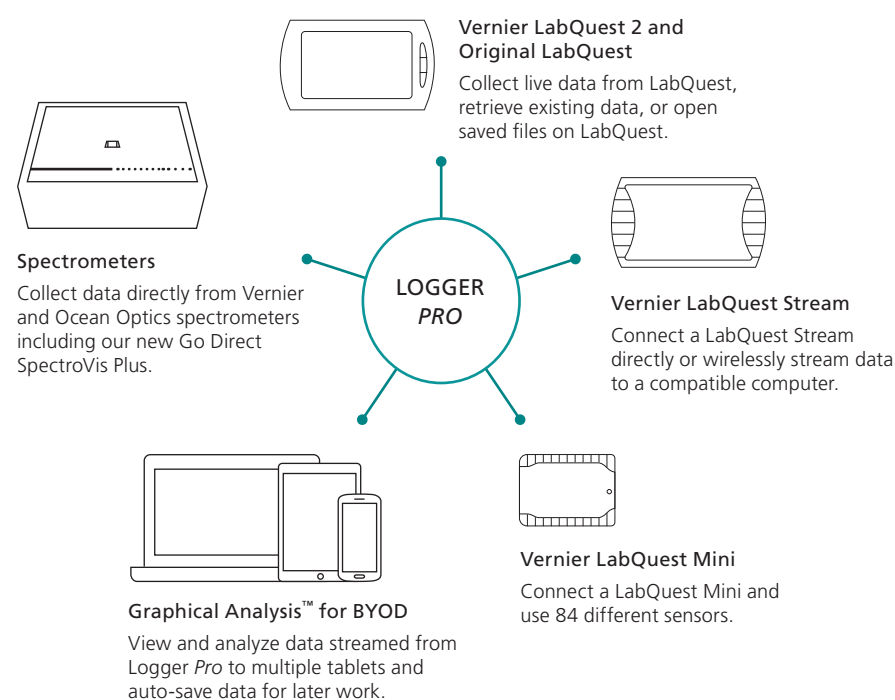 Vernier LabQuest 2 and
Original LabQuest
Collect live data from LabQuest,
retrieve existing data, or open
saved files on LabQuest.
Spectrometers
Collect data directly from Vernier
and Ocean Optics spectrometers
including our new Go Direct
SpectroVis Plus.
LOGGER
PRO
Vernier LabQuest Stream
Connect a LabQuest Stream
directly or wirelessly stream data
to a compatible computer.
Graphical Analysis™ for BYOD
View and analyze data streamed from
Logger Pro to multiple tablets and
auto-save data for later work.
Vernier LabQuest Mini
Connect a LabQuest Mini and
use 84 different sensors.